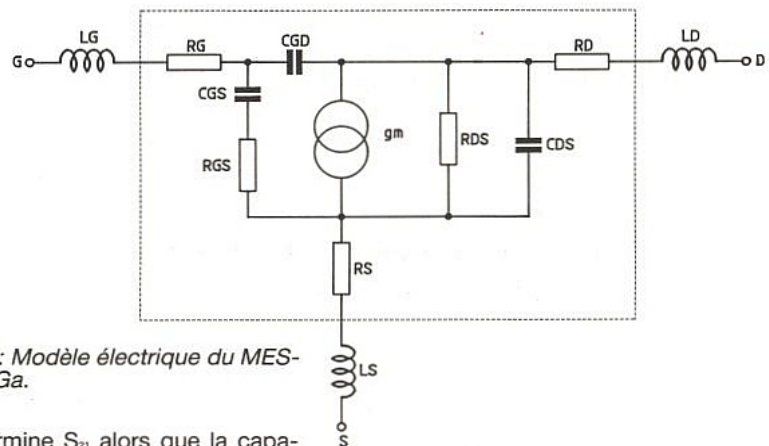 LG
RG
CGD
RD
LD
G
D
CGS
gm
RDS
CDS
RGS
RS
LS
S
: Modèle électrique du MES-
Ga.
rmine S₂₁ alors que la capa-